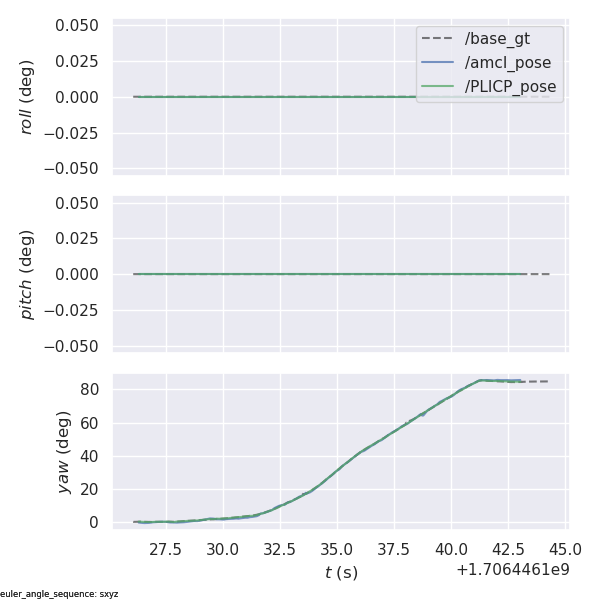 0.050
0.025
0.000
−0.025
−0.050
roll (deg)
/base_gt
/amcl_pose
/PLICP_pose
0.050
0.025
0.000
−0.025
−0.050
pitch (deg)
80
60
40
20
0
yaw (deg)
27.5 30.0 32.5 35.0 37.5 40.0 42.5 45.0
t (s)
+1.7064461e9
euler_angle_sequence: sxyz